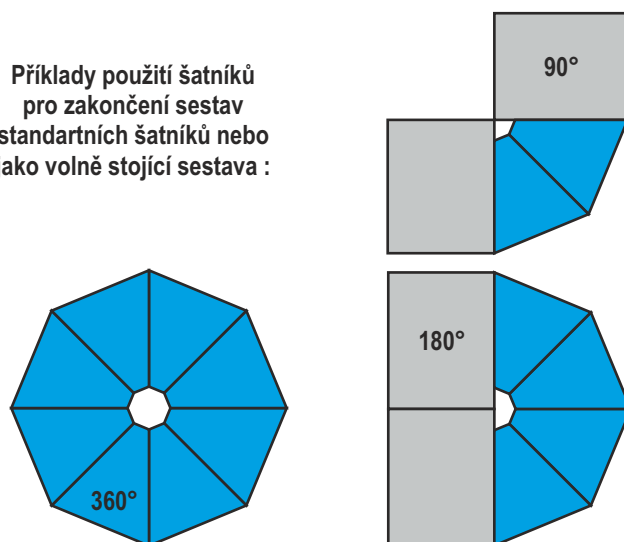 Příklady použití šatníků
pro zakončení sestav
standartních šatníků nebo
jako volně stojící sestava :
90°
180°
360°